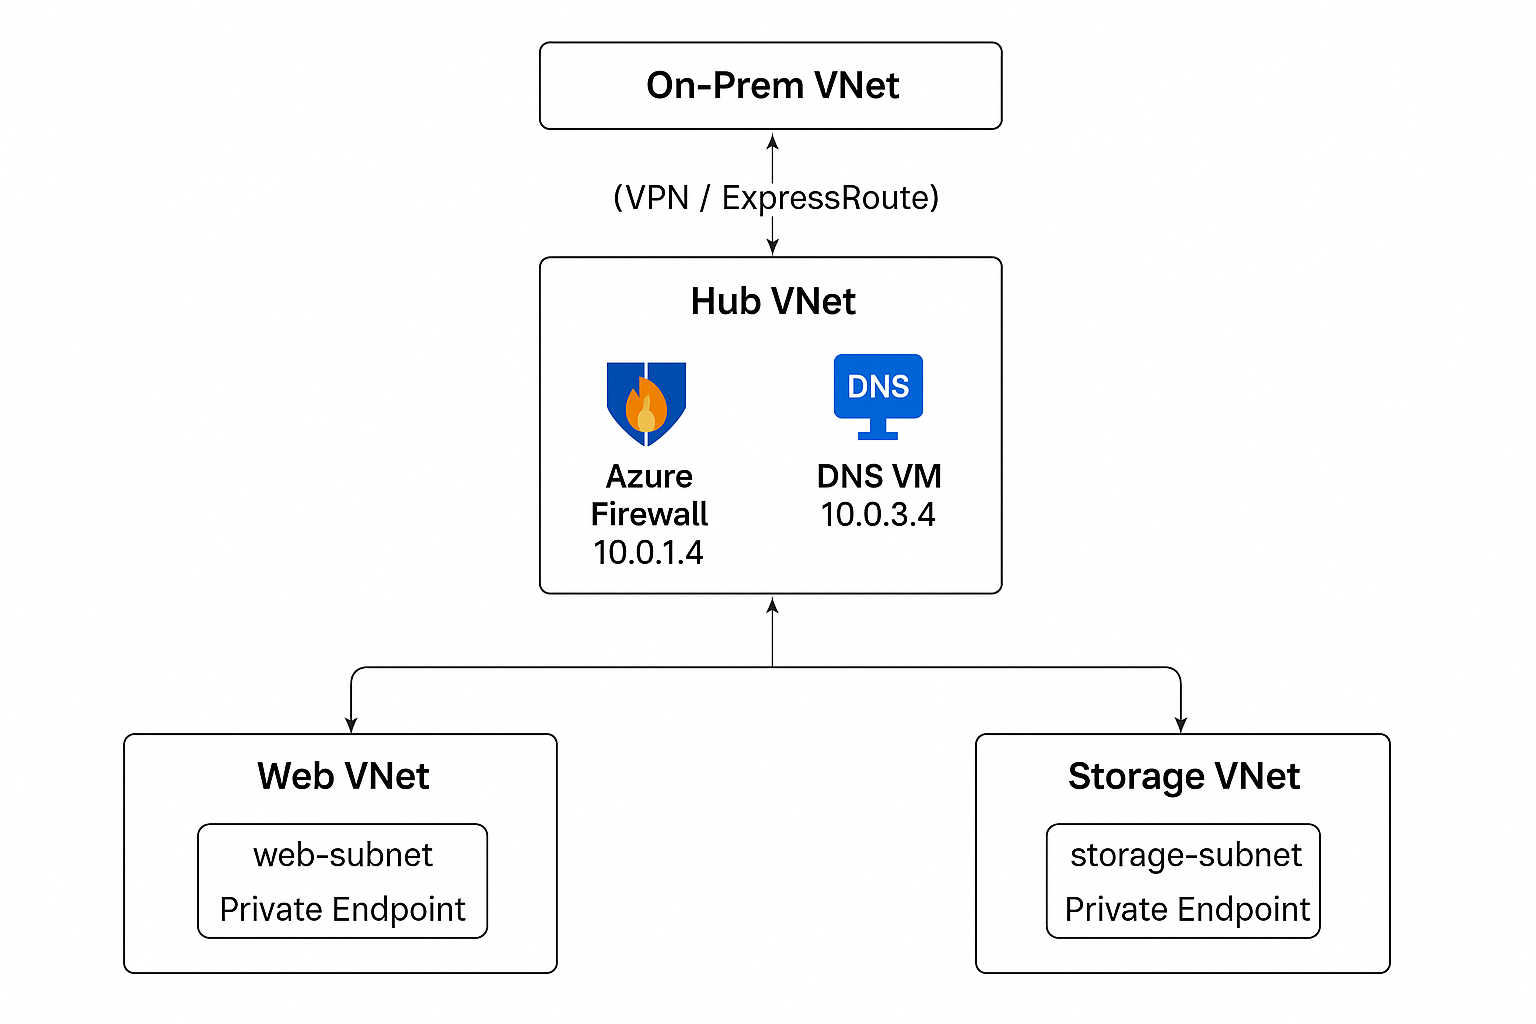 On-Prem VNet
(VPN / ExpressRoute)
Hub VNet
Azure
Firewall
10.0.1.4
DNS
DNS VM
10.0.3.4
Web VNet
web-subnet
Private Endpoint
Storage VNet
storage-subnet
Private Endpoint